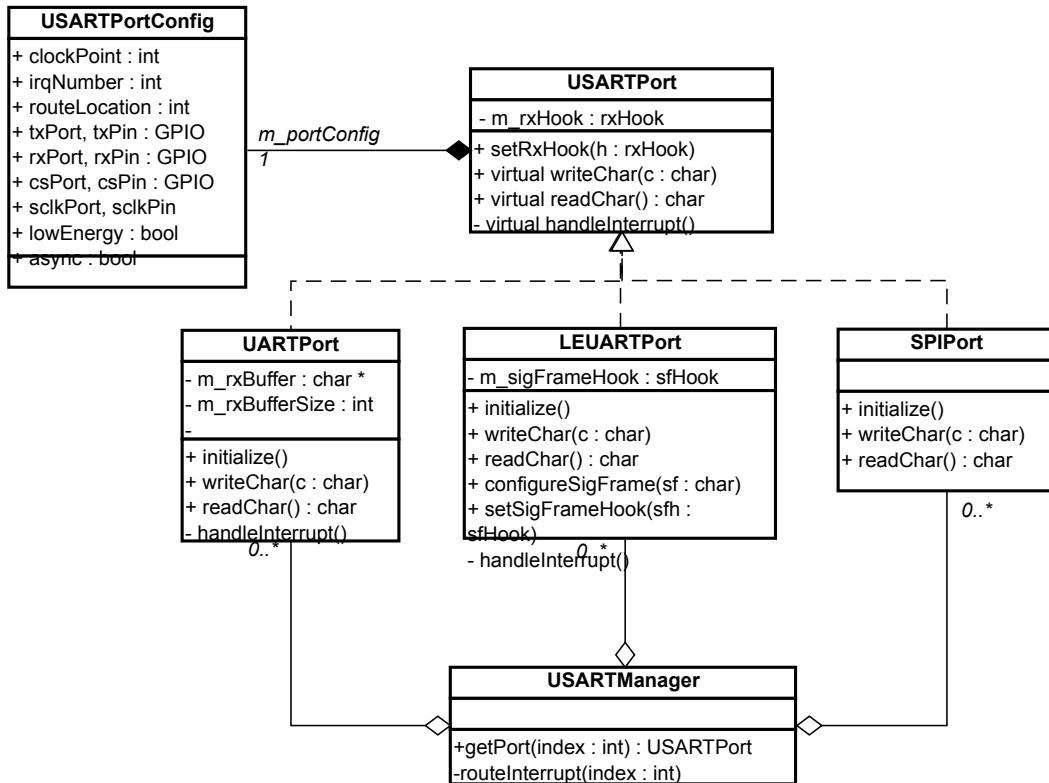 USARTPortConfig
+ clockPoint : int
+ irqNumber : int
+ routeLocation : int
+ txPort, txPin : GPIO
+ rxPort, rxPin : GPIO
+ csPort, csPin : GPIO
+ sclkPort, sclkPin
+ lowEnergy : bool
+ async : bool
m_portConfig
1
USARTPort
- m_rxHook : rxHook
+ setRxHook(h : rxHook)
+ virtual writeChar(c : char)
+ virtual readChar() : char
- virtual handleInterrupt()
UARTPort
- m_rxBuffer : char *
- m_rxBufferSize : int
-
+ initialize()
+ writeChar(c : char)
+ readChar() : char
- handleInterrupt()
0..*
LEUARTPort
- m_sigFrameHook : sfHook
+ initialize()
+ writeChar(c : char)
+ readChar() : char
+ configureSigFrame(sf : char)
+ setSigFrameHook(sfh :
sfHook)
- handleInterrupt()
0..*
SPIPort
+ initialize()
+ writeChar(c : char)
+ readChar() : char
0..*
USARTManager
+getPort(index : int) : USARTPort
-routeInterrupt(index : int)